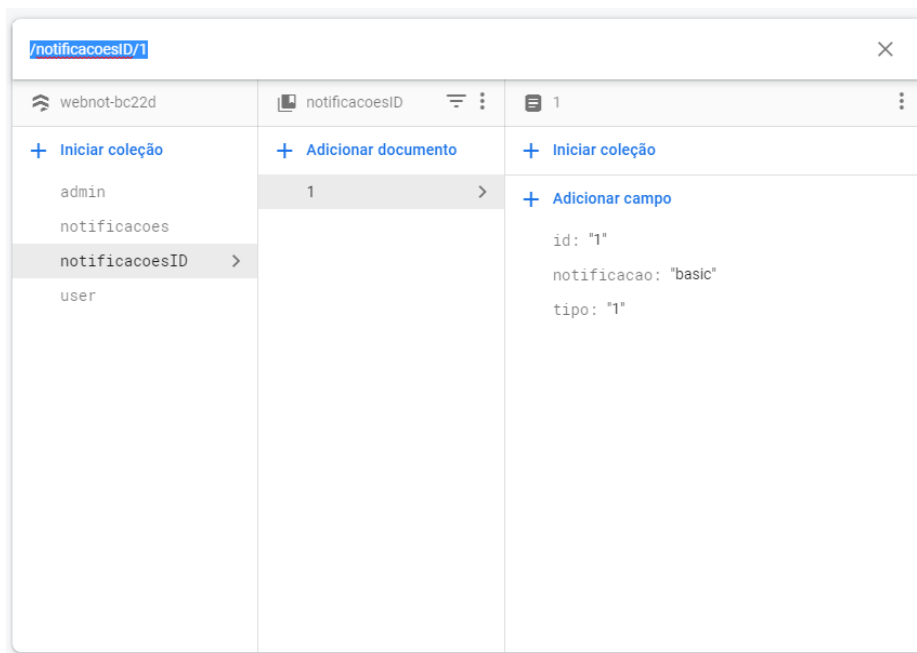 /notificacoesID/1
webnot-bc22d
Iniciar coleção
admin
notificacoes
notificacoesID
user
notificacoesID
Adicionar documento
1
1
Iniciar coleção
Adicionar campo
id: "1"
notificacao: "basic"
tipo: "1"